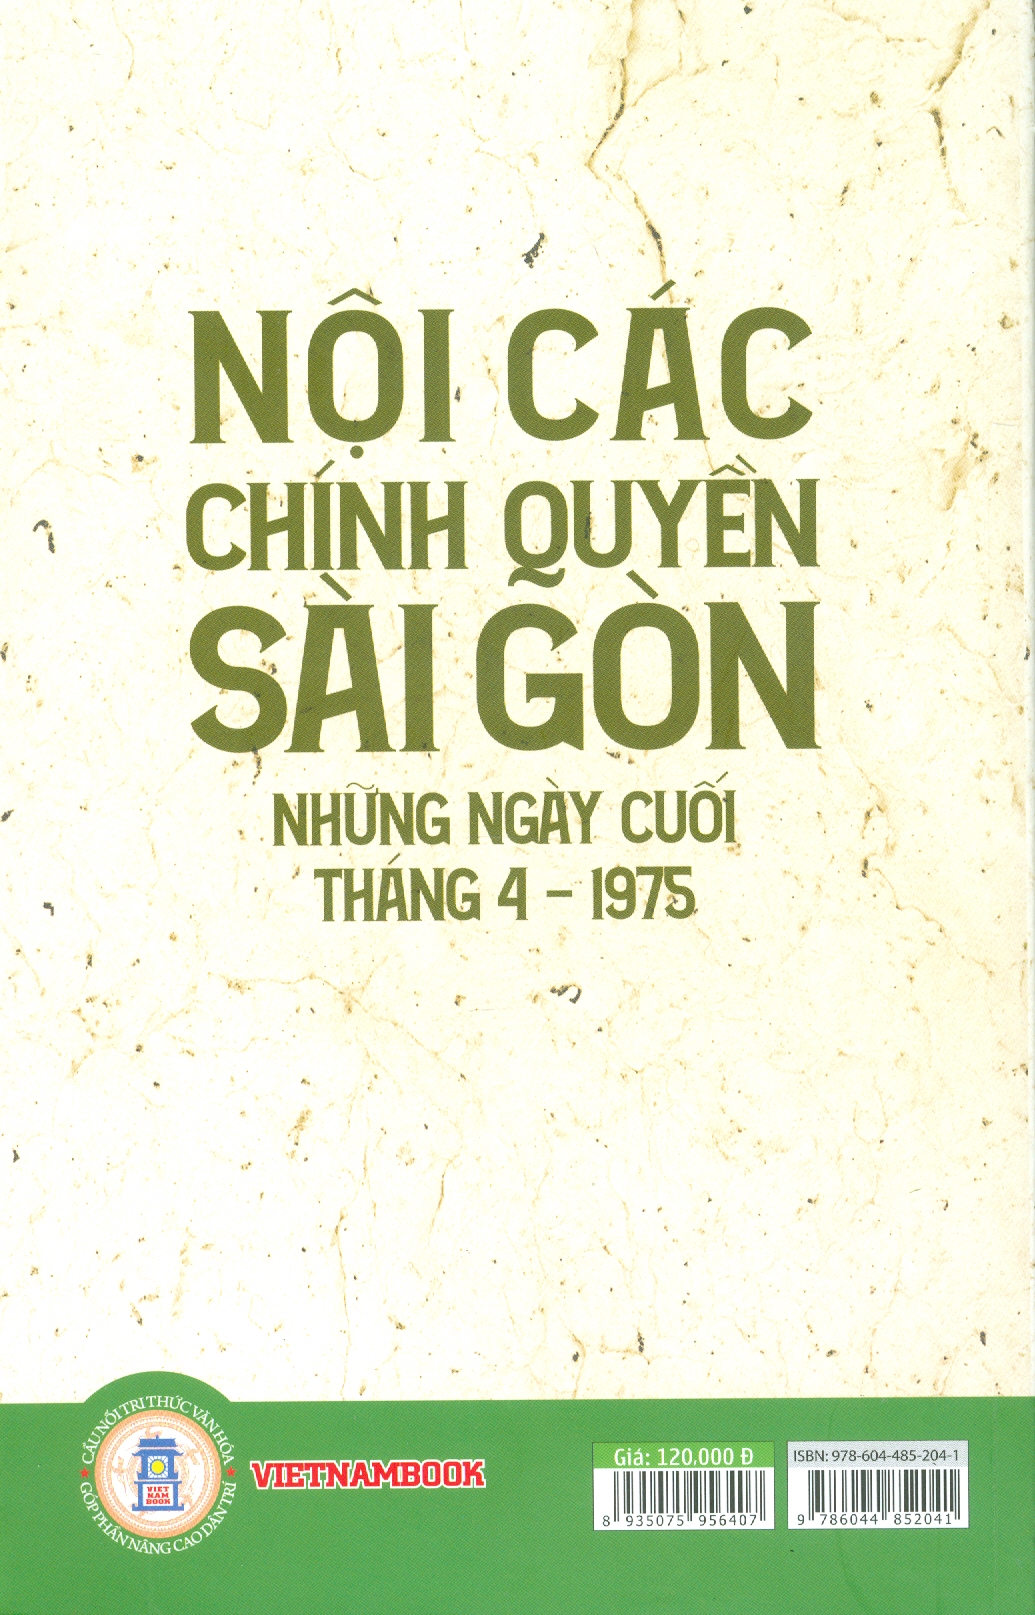 NỘI CÁC
CHÍNH QUYỀN
SÀI GÒN
NHỮNG NGÀY CUỐI
THÁNG 4 – 1975
CẦU NỐI TRI THỨC VĂN HÓA
GÓP PHẦN NÂNG CAO DÂN TRÍ
VIET
NAM
BOOK
VIETNAMBOOK
Giá: 120,000 Đ
8 935075 956407
ISBN: 978-604-485-204-1
9 786044 852041